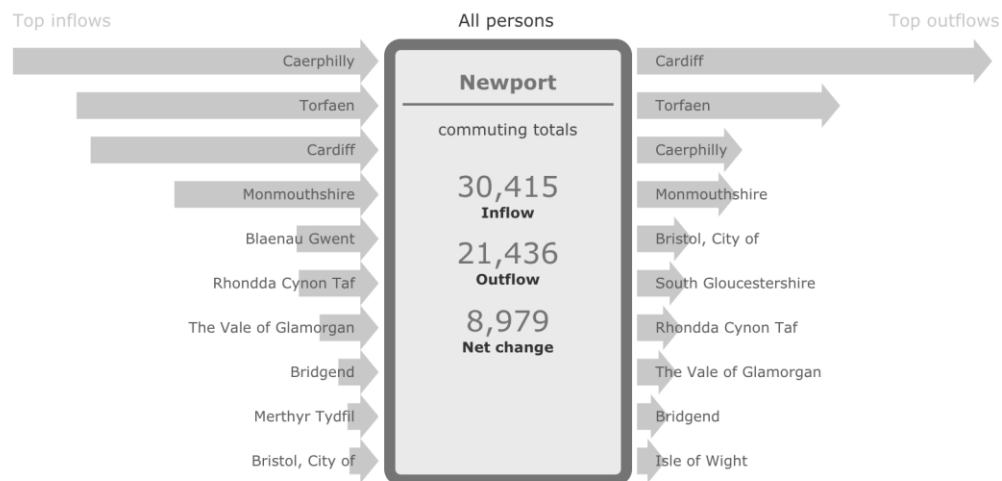 Top inflows
All persons
Top outflows
Caerphilly
Torfaen
Cardiff
Monmouthshire
Blaenau Gwent
Rhondda Cynon Taf
The Vale of Glamorgan
Bridgend
Merthyr Tydfil
Bristol, City of
Newport
commuting totals
30,415
Inflow
21,436
Outflow
8,979
Net change
Cardiff
Torfaen
Caerphilly
Monmouthshire
Bristol, City of
South Gloucestershire
Rhondda Cynon Taf
The Vale of Glamorgan
Bridgend
Isle of Wight